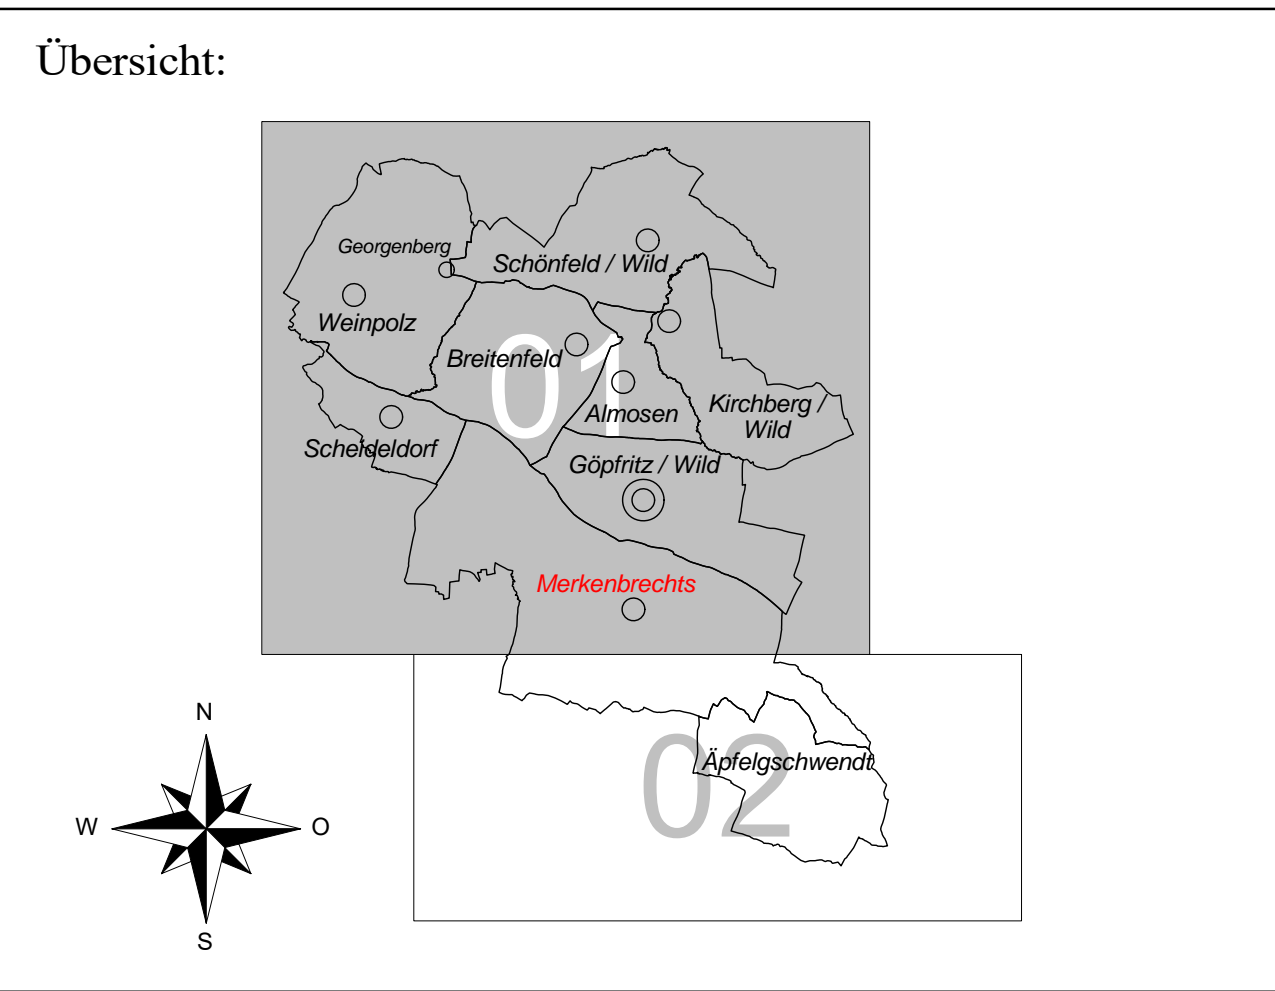 Übersicht:
Georgenberg
Schönfeld / Wild
Weinpolz
01
Breitenfeld
Almosen
Kirchberg /
Wild
Scheideldorf
Göpfritz / Wild
Merkenbrechts
02
Äpfelgschwendt
N
W
O
S